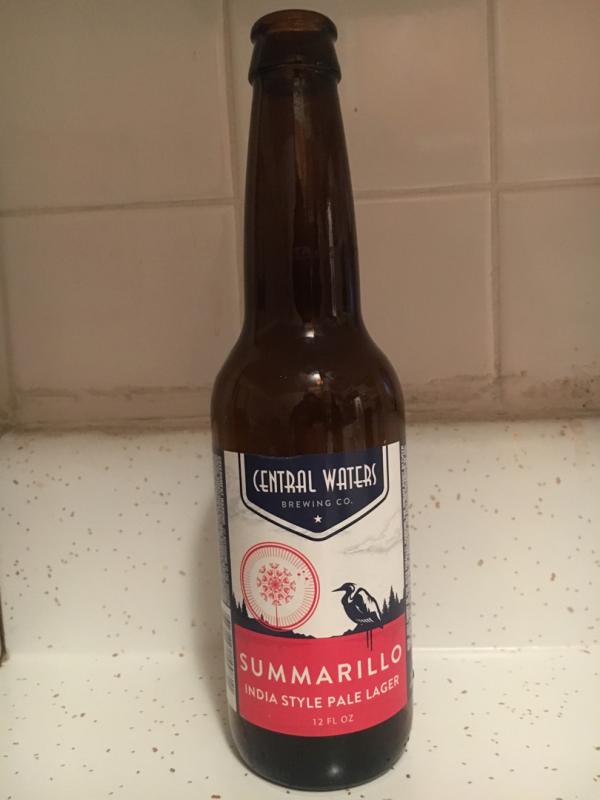 CENTRAL WATERS
BREWING CO.
SUMMARILLO
INDIA STYLE PALE LAGER
12 FL OZ